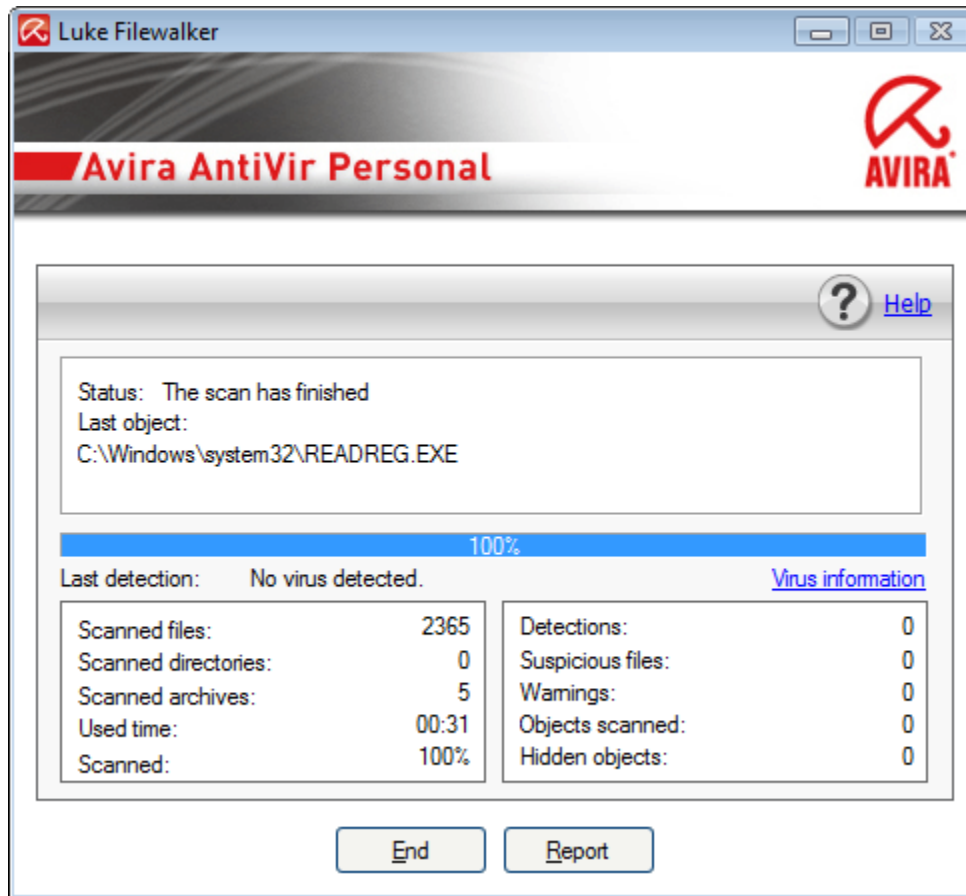 Luke Filewalker
Avira AntiVir Personal
AVIRA
? Help
Status: The scan has finished
Last object:
C:\Windows\system32\READREG.EXE
100%
Last detection: No virus detected. Virus information
Scanned files: 2365
Scanned directories: 0
Scanned archives: 5
Used time: 00:31
Scanned: 100%
Detections: 0
Suspicious files: 0
Warnings: 0
Objects scanned: 0
Hidden objects: 0
End Report